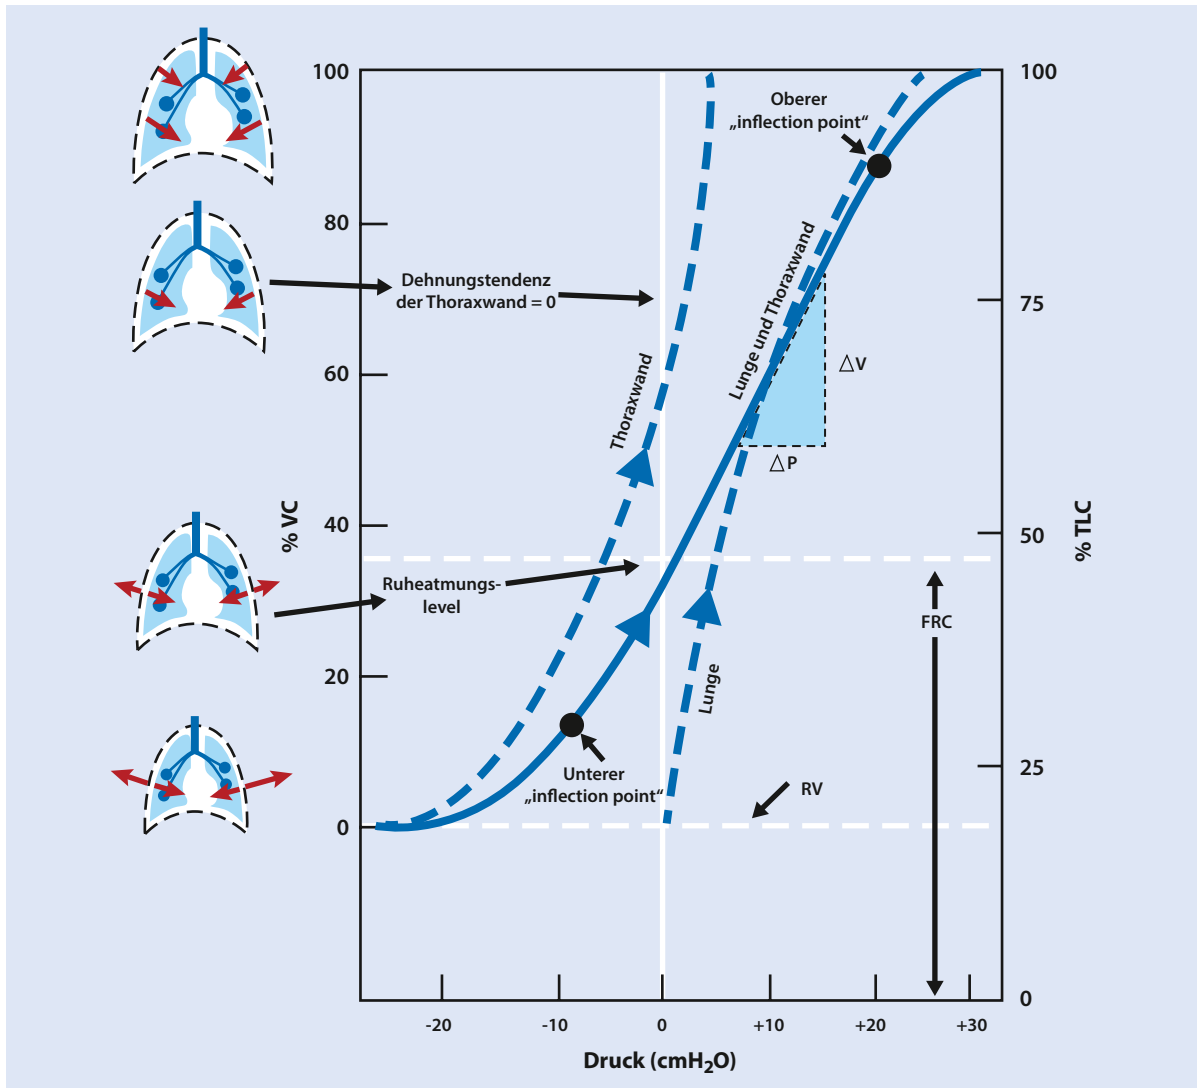 100
80
60
40
20
0
% VC
100
75
50
25
0
% TLC
Oberer
„inflection point“
Dehnungstendenz
der Thoraxwand = 0
Thoraxwand
Lunge und Thoraxwand
△V
△P
Ruheatmungs-
level
FRC
Lunge
Unterer
„inflection point“
RV
-20
-10
0
+10
+20
+30
Druck (cmH₂O)